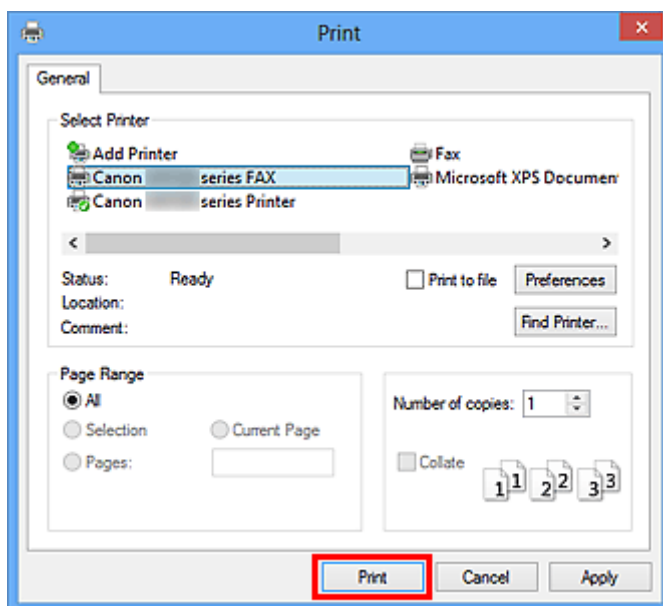 Print
General
Select Printer
Add Printer
Fax
Canon series FAX
Microsoft XPS Documen
Canon series Printer
Status: Ready
Print to file
Preferences
Location:
Comment:
Find Printer...
Page Range
All
Selection
Current Page
Pages:
Number of copies: 1
Collate
1 1 2 2 3 3
Print
Cancel
Apply